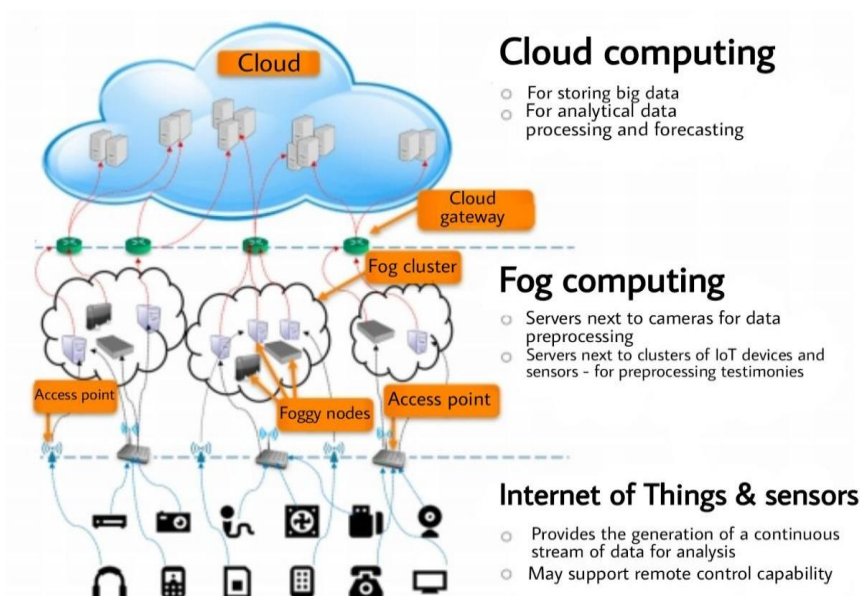 Cloud
Cloud computing
For storing big data
For analytical data
processing and forecasting
Cloud
gateway
Fog cluster
Fog computing
Servers next to cameras for data
preprocessing
Servers next to clusters of IoT devices and
sensors - for preprocessing testimonies
Access point
Foggy nodes
Access point
Internet of Things & sensors
Provides the generation of a continuous
stream of data for analysis
May support remote control capability